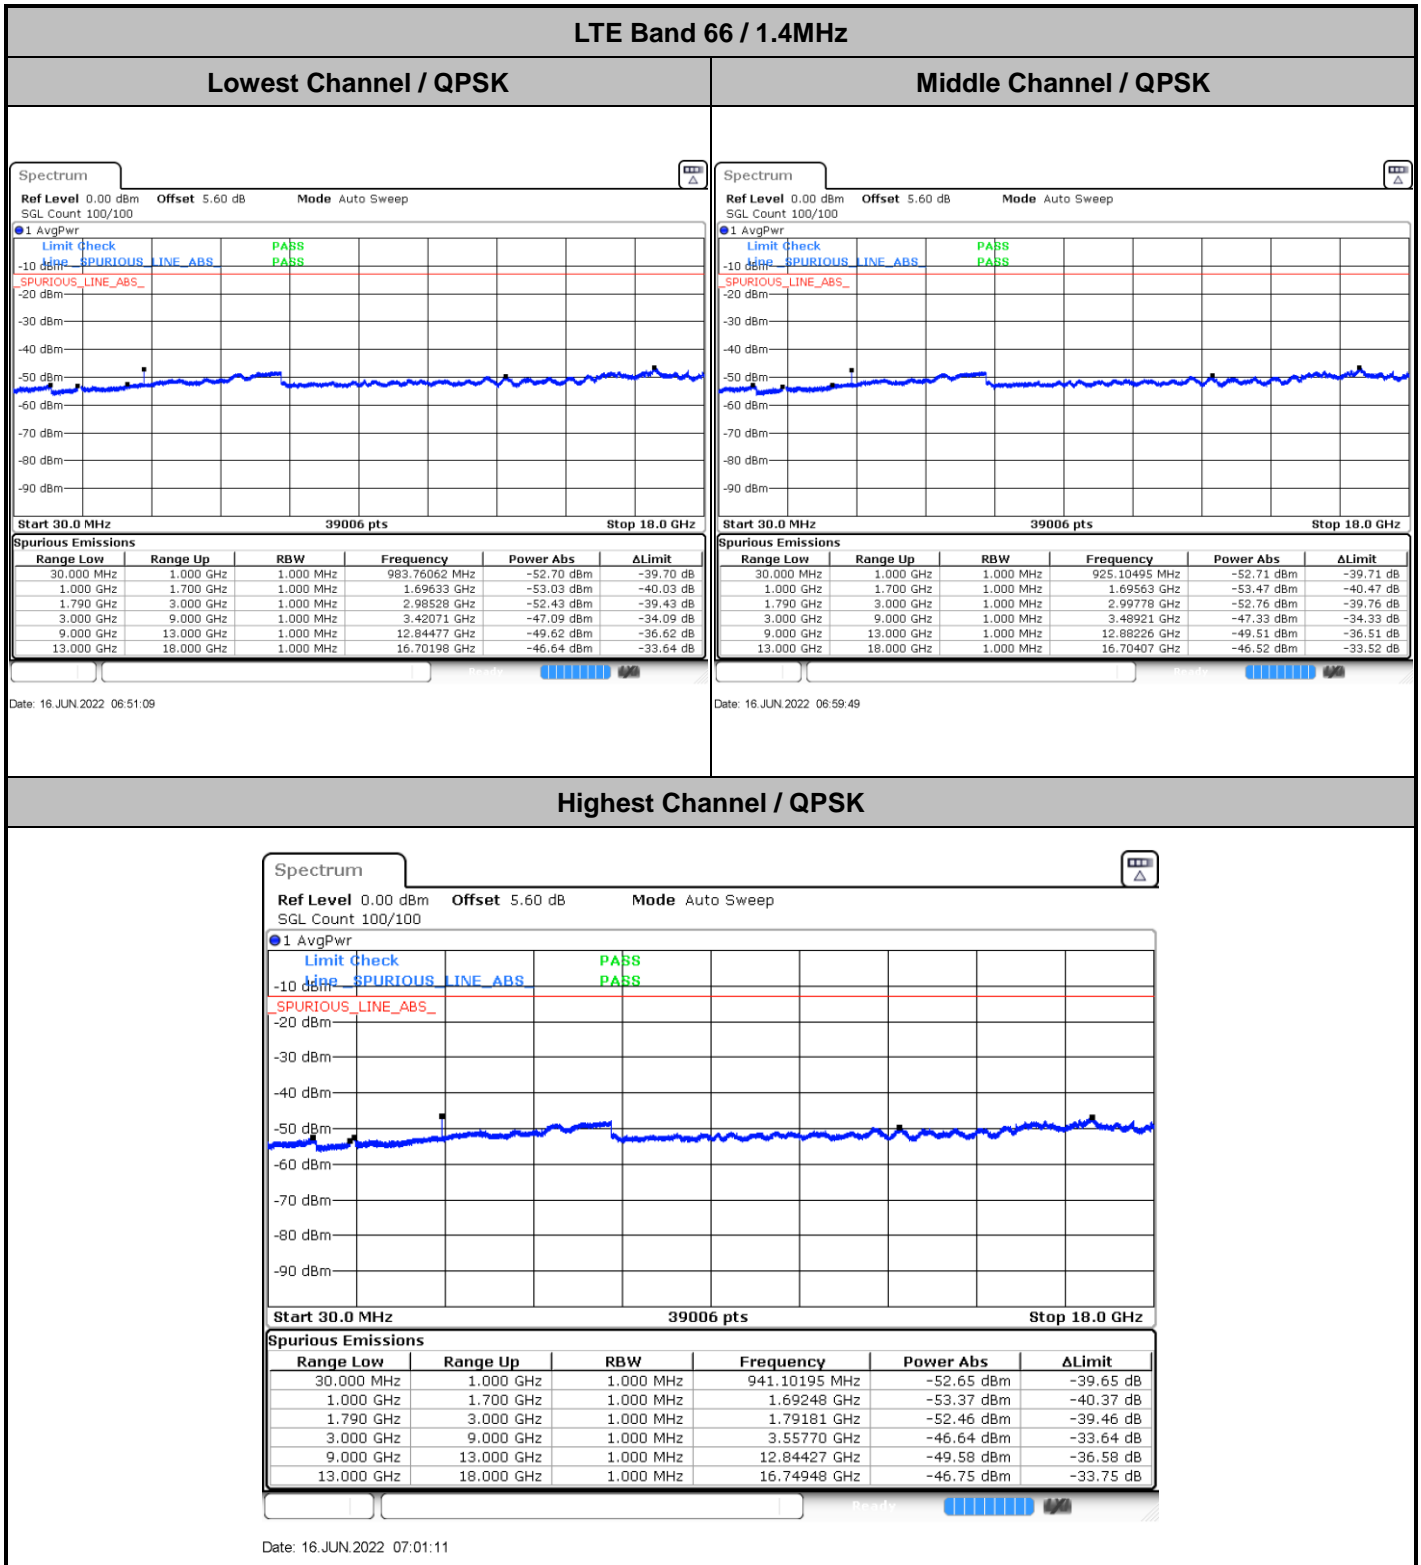 LTE Band 66 / 1.4MHz
Lowest Channel / QPSK
Middle Channel / QPSK
Spectrum
Ref Level 0.00 dBm Offset 5.60 dB Mode Auto Sweep
SGL Count 100/100
1 AvgPwr
Limit Check PASS
Line _SPURIOUS_LINE_ABS_ PASS
-10 dBm
_SPURIOUS_LINE_ABS_
-20 dBm
-30 dBm
-40 dBm
-50 dBm
-60 dBm
-70 dBm
-80 dBm
-90 dBm
Start 30.0 MHz 39006 pts Stop 18.0 GHz
Spurious Emissions
Range Low Range Up RBW Frequency Power Abs ΔLimit
30.000 MHz 1.000 GHz 1.000 MHz 983.76062 MHz -52.70 dBm -39.70 dB
1.000 GHz 1.700 GHz 1.000 MHz 1.69633 GHz -53.03 dBm -40.03 dB
1.790 GHz 3.000 GHz 1.000 MHz 2.98528 GHz -52.43 dBm -39.43 dB
3.000 GHz 9.000 GHz 1.000 MHz 3.42071 GHz -47.09 dBm -34.09 dB
9.000 GHz 13.000 GHz 1.000 MHz 12.84477 GHz -49.62 dBm -36.62 dB
13.000 GHz 18.000 GHz 1.000 MHz 16.70198 GHz -46.64 dBm -33.64 dB
Ready
Date: 16.JUN.2022 06:51:09
Spectrum
Ref Level 0.00 dBm Offset 5.60 dB Mode Auto Sweep
SGL Count 100/100
1 AvgPwr
Limit Check PASS
Line _SPURIOUS_LINE_ABS_ PASS
-10 dBm
_SPURIOUS_LINE_ABS_
-20 dBm
-30 dBm
-40 dBm
-50 dBm
-60 dBm
-70 dBm
-80 dBm
-90 dBm
Start 30.0 MHz 39006 pts Stop 18.0 GHz
Spurious Emissions
Range Low Range Up RBW Frequency Power Abs ΔLimit
30.000 MHz 1.000 GHz 1.000 MHz 925.10495 MHz -52.71 dBm -39.71 dB
1.000 GHz 1.700 GHz 1.000 MHz 1.69563 GHz -53.47 dBm -40.47 dB
1.790 GHz 3.000 GHz 1.000 MHz 2.99778 GHz -52.76 dBm -39.76 dB
3.000 GHz 9.000 GHz 1.000 MHz 3.48921 GHz -47.33 dBm -34.33 dB
9.000 GHz 13.000 GHz 1.000 MHz 12.88226 GHz -49.51 dBm -36.51 dB
13.000 GHz 18.000 GHz 1.000 MHz 16.70407 GHz -46.52 dBm -33.52 dB
Date: 16.JUN.2022 06:59:49
Highest Channel / QPSK
Spectrum
Ref Level 0.00 dBm Offset 5.60 dB Mode Auto Sweep
SGL Count 100/100
1 AvgPwr
Limit Check PASS
Line _SPURIOUS_LINE_ABS_ PASS
-10 dBm
_SPURIOUS_LINE_ABS_
-20 dBm
-30 dBm
-40 dBm
-50 dBm
-60 dBm
-70 dBm
-80 dBm
-90 dBm
Start 30.0 MHz 39006 pts Stop 18.0 GHz
Spurious Emissions
Range Low Range Up RBW Frequency Power Abs ΔLimit
30.000 MHz 1.000 GHz 1.000 MHz 941.10195 MHz -52.65 dBm -39.65 dB
1.000 GHz 1.700 GHz 1.000 MHz 1.69248 GHz -53.37 dBm -40.37 dB
1.790 GHz 3.000 GHz 1.000 MHz 1.79181 GHz -52.46 dBm -39.46 dB
3.000 GHz 9.000 GHz 1.000 MHz 3.55770 GHz -46.64 dBm -33.64 dB
9.000 GHz 13.000 GHz 1.000 MHz 12.84427 GHz -49.58 dBm -36.58 dB
13.000 GHz 18.000 GHz 1.000 MHz 16.74948 GHz -46.75 dBm -33.75 dB
Ready
Date: 16.JUN.2022 07:01:11